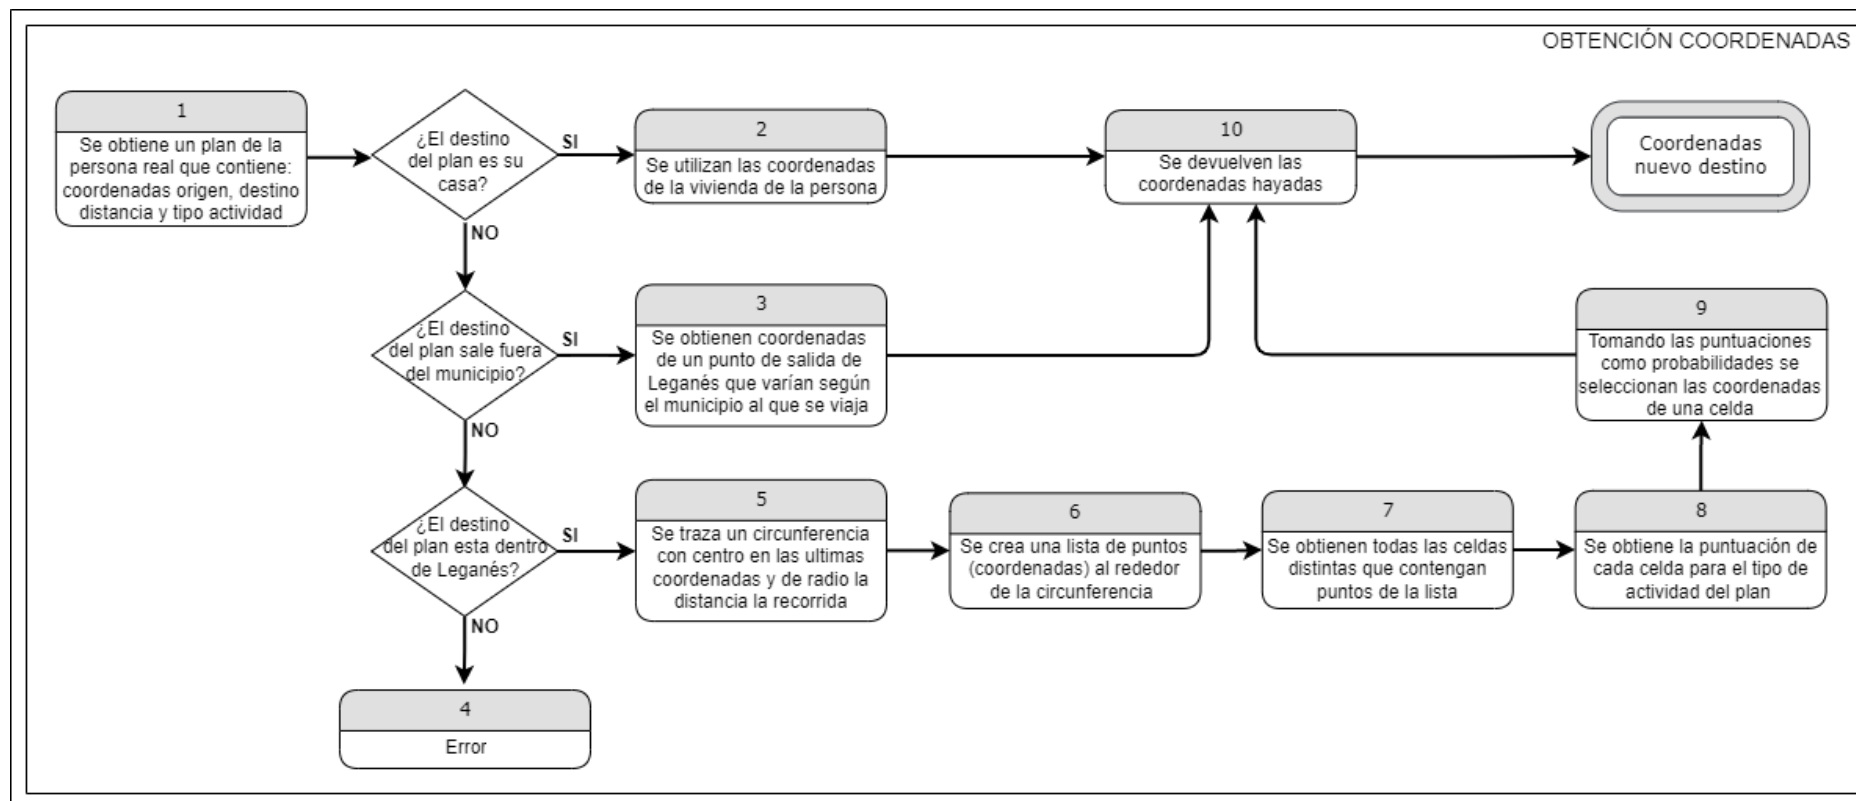 OBTENCIÓN COORDENADAS
1
Se obtiene un plan de la
persona real que contiene:
coordenadas origen, destino
distancia y tipo actividad
¿El destino
del plan es su
casa?
SI
NO
2
Se utilizan las coordenadas
de la vivienda de la persona
10
Se devuelven las
coordenadas hayadas
Coordenadas
nuevo destino
¿El destino
del plan sale fuera
del municipio?
SI
NO
3
Se obtienen coordenadas
de un punto de salida de
Leganés que varían según
el municipio al que se viaja
9
Tomando las puntuaciones
como probabilidades se
seleccionan las coordenadas
de una celda
¿El destino
del plan esta dentro
de Leganés?
SI
NO
5
Se traza un circunferencia
con centro en las ultimas
coordenadas y de radio la
distancia la recorrida
6
Se crea una lista de puntos
(coordenadas) al rededor
de la circunferencia
7
Se obtienen todas las celdas
distintas que contengan
puntos de la lista
8
Se obtiene la puntuación de
cada celda para el tipo de
actividad del plan
4
Error